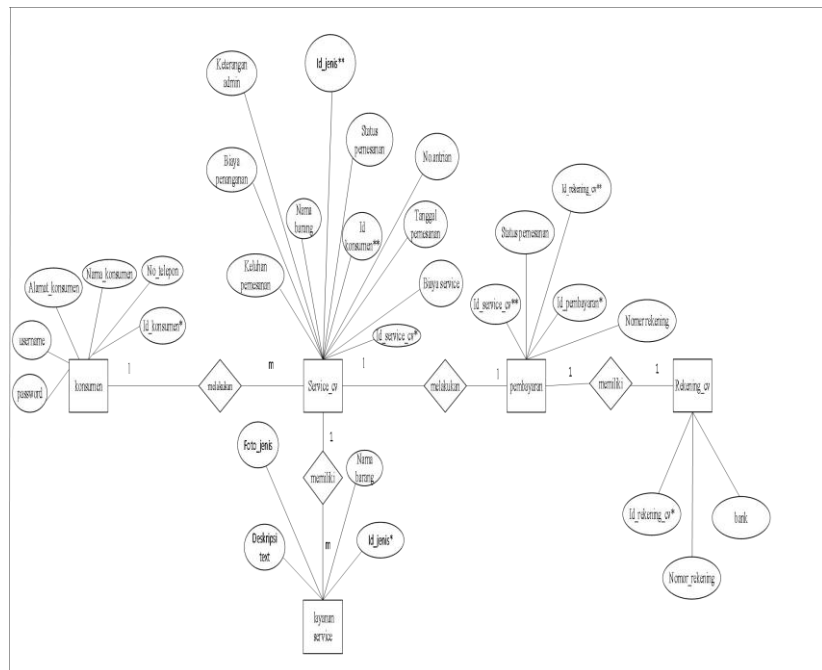 Keterangan
admin
Id_jenis**
Status
pemesanan
No.antrian
Biaya
penanganan
Nama
barang
Id
konsumen**
Tanggal
pemesanan
Id_rekening_cv**
Status pemesanan
Keluhan
pemesanan
Biaya service
Id_service_cv**
Id_pembayaran*
Nomer rekening
Alamat_konsumen
Nama_konsumen
No_telepon
Id_konsumen*
username
password
Id_service_cv*
konsumen
1
melakukan
m
Service_cv
1
melakukan
1
pembayaran
1
memiliki
1
Rekening_cv
1
Foto_jenis
memiliki
Nama
barang
Deskripsi
text
m
Id_jenis*
layanan
service
Id_rekening_cv*
bank
Nomor_rekening